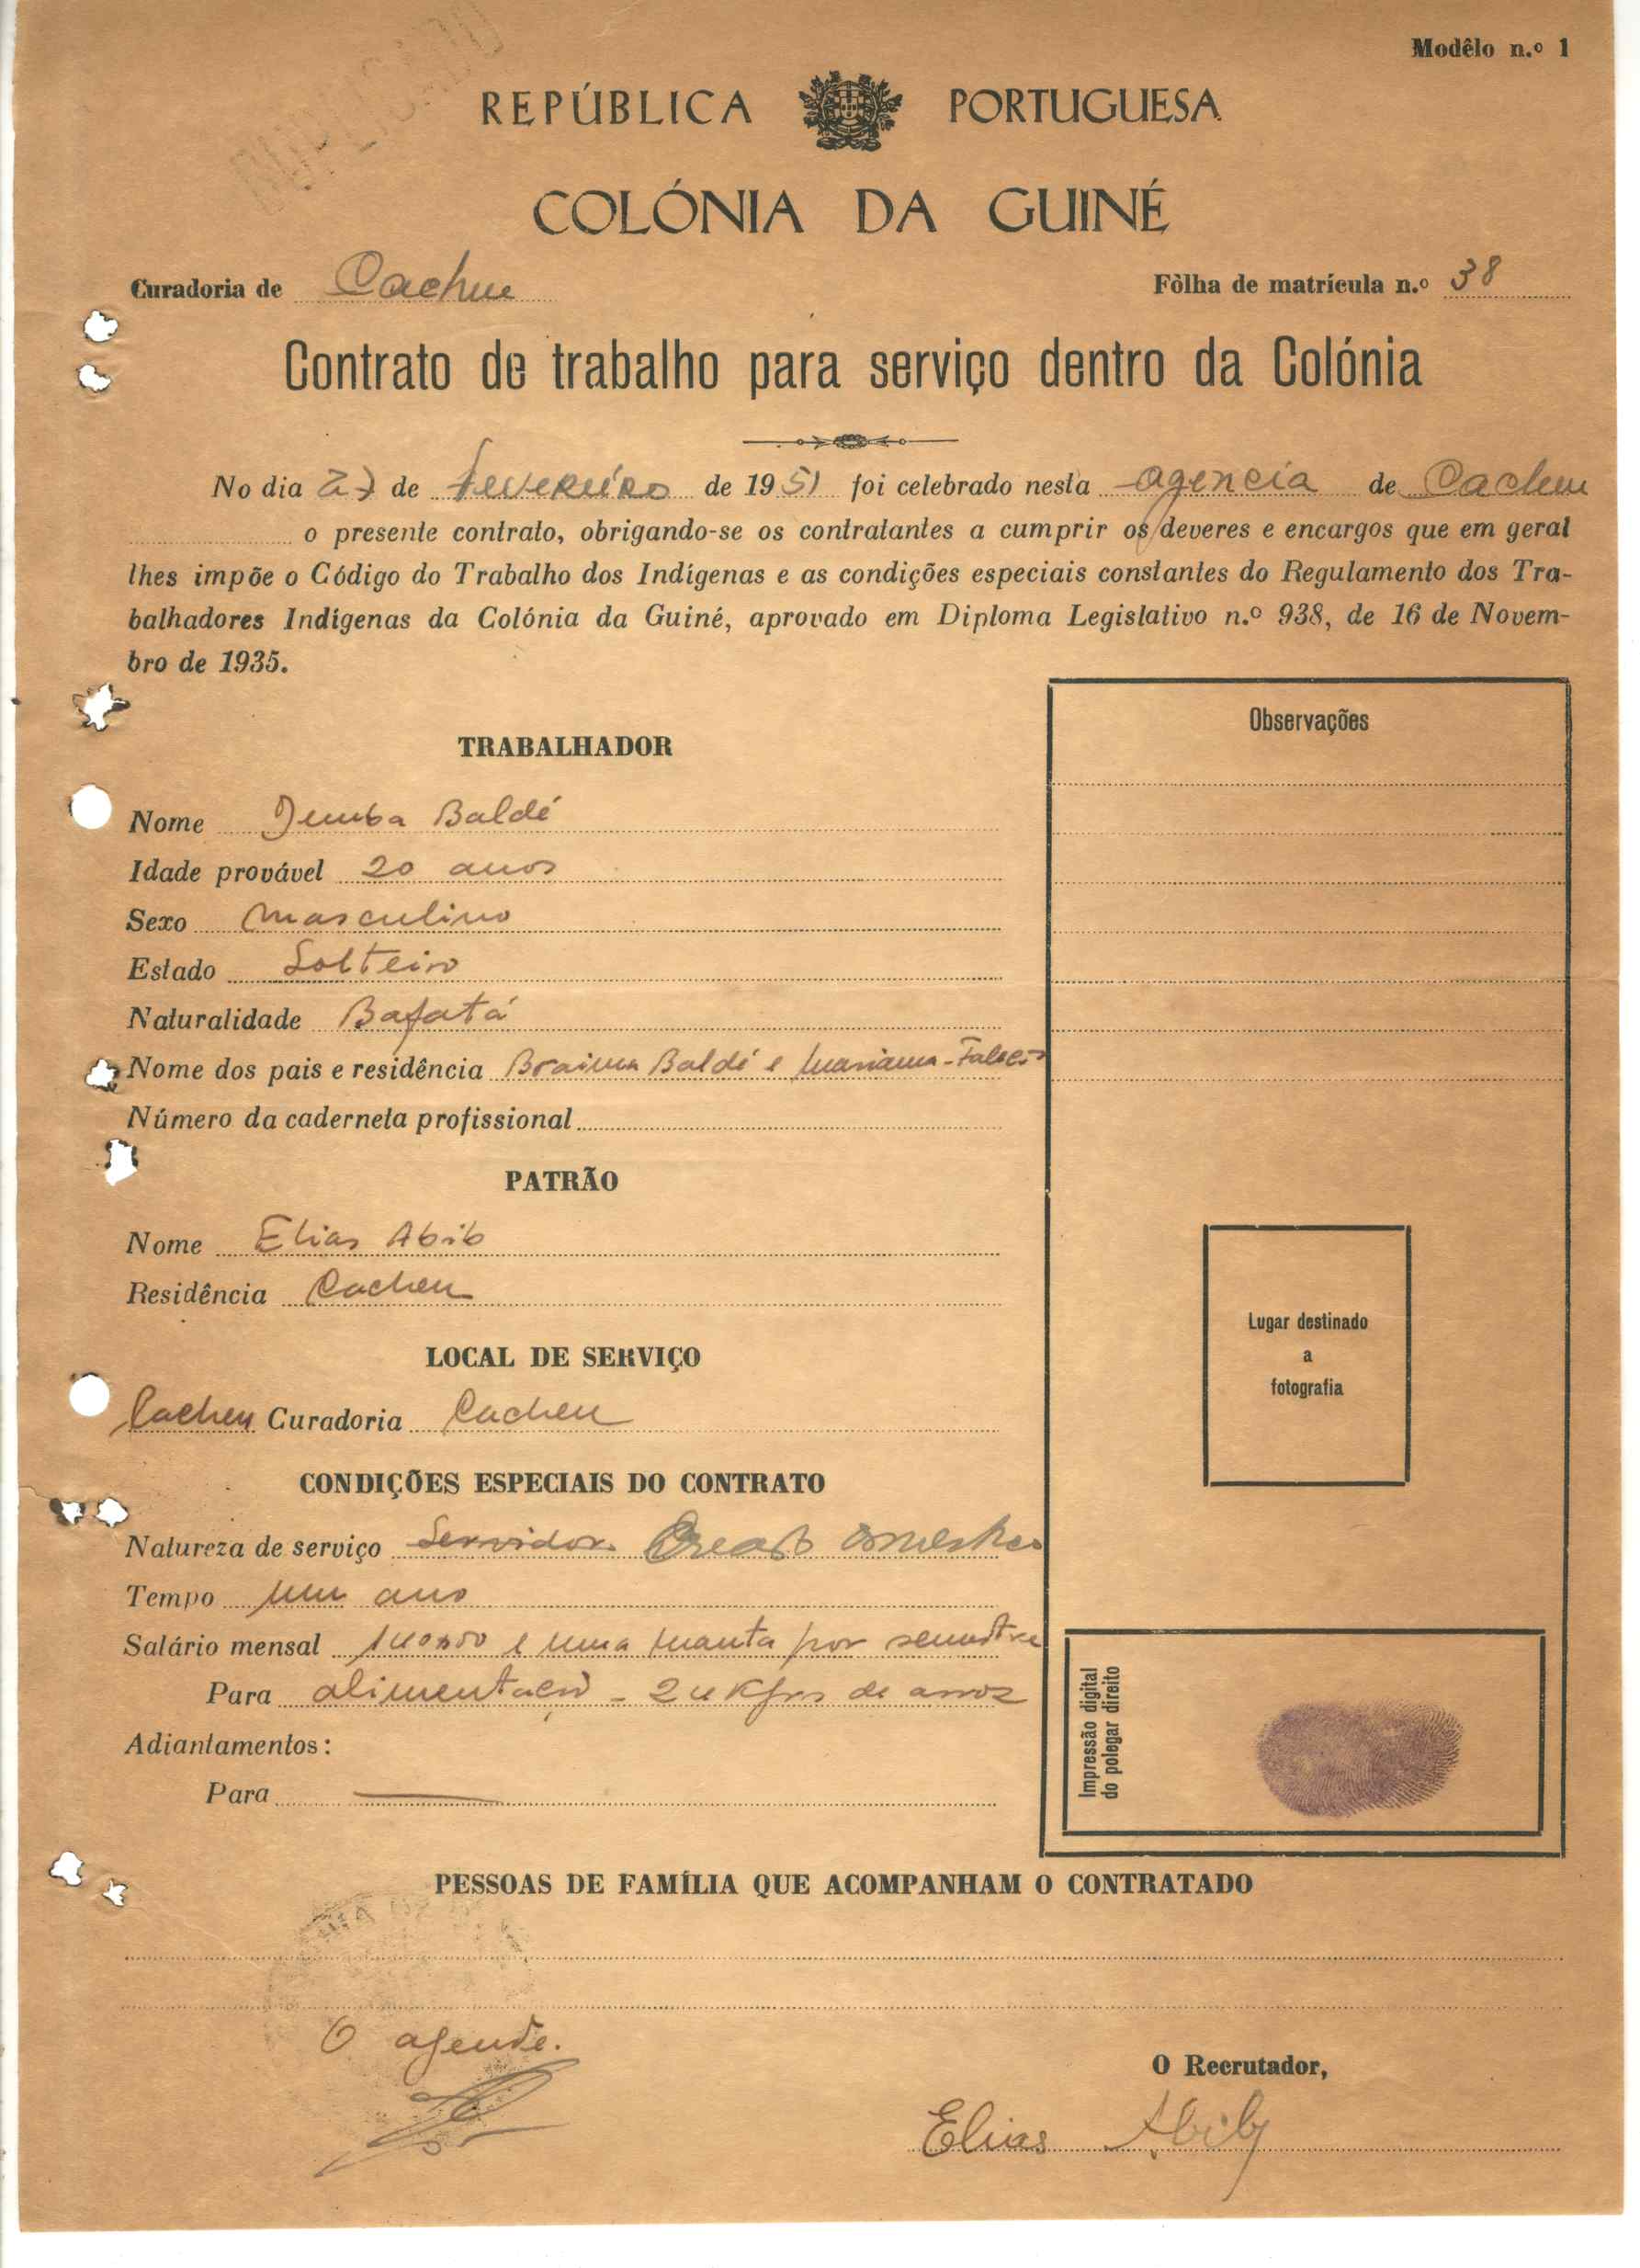 Modêlo n.º 1
REPÚBLICA PORTUGUESA
COLÓNIA DA GUINÉ
Curadoria de Cacheu Fôlha de matrícula n.º 38
Contrato de trabalho para serviço dentro da Colónia
No dia 27 de fevereiro de 1951 foi celebrado nesta agencia de Cacheu
o presente contrato, obrigando-se os contratantes a cumprir os deveres e encargos que em geral
lhes impõe o Código do Trabalho dos Indígenas e as condições especiais constantes do Regulamento dos Tra-
balhadores Indígenas da Colónia da Guiné, aprovado em Diploma Legislativo n.º 938, de 16 de Novem-
bro de 1935.
Observações
TRABALHADOR
Nome Demba Baldé
Idade provável 20 anos
Sexo Masculino
Estado Solteiro
Naturalidade Bafatá
Nome dos pais e residência Braima Baldé e Mariama - Falecos
Número da caderneta profissional
PATRÃO
Nome Elias Abib
Residência Cacheu
Lugar destinado
a
fotografia
LOCAL DE SERVIÇO
Cacheu Curadoria Cacheu
CONDIÇÕES ESPECIAIS DO CONTRATO
Natureza de serviço Servidor
Tempo um ano
Salário mensal e uma manta por semestre
Para alimentação - 24 Kgrs de arroz
Adiantamentos:
Para
Impressão digital
do polegar direito
PESSOAS DE FAMÍLIA QUE ACOMPANHAM O CONTRATADO
O agente.
O Recrutador,
Elias Abib